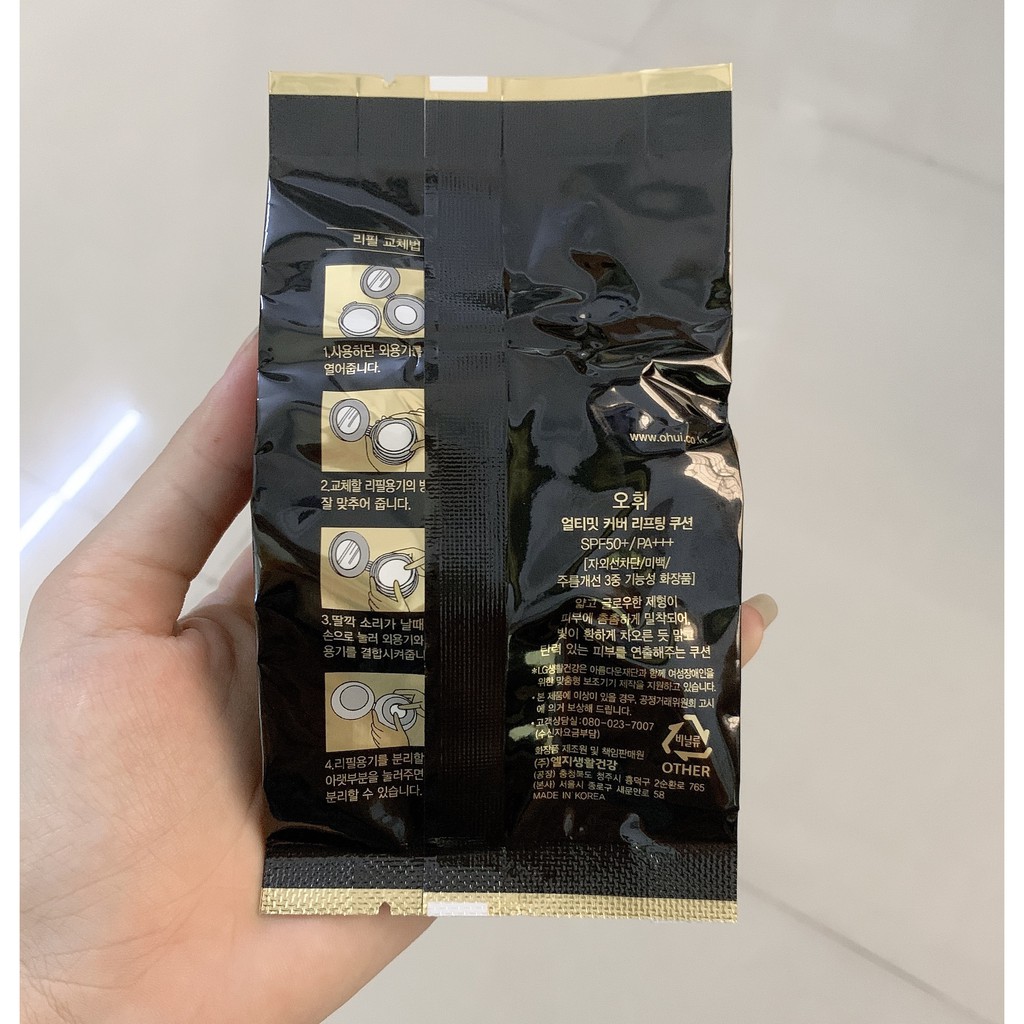 리필 교체법
1.사용하던 외용기를
열어줍니다.
2.교체할 리필용기의
잘 맞추어 줍니다.
3.딸깍 소리가 날때
손으로 눌러 외용기와
용기를 결합시켜줍니
4.리필용기를 분리할
아랫부분을 눌러주면
분리할 수 있습니다.
www.ohui.co.kr
오휘
얼티밋 커버 리프팅 쿠션
SPF50+/PA+++
[자외선차단/미백/
주름개선 3중 기능성 화장품]
얇고 글로우한 제형이
피부에 촘촘하게 밀착되어,
빛이 환하게 차오른 듯 맑고
탄력 있는 피부를 연출해주는 쿠션
*LG생활건강은 아름다운재단과 함께 여성장애인을
위한 맞춤형 보조기기 제작을 지원하고 있습니다.
• 본 제품에 이상이 있을 경우, 공정거래위원회 고시
에 의거 보상해 드립니다.
• 고객상담실:080-023-7007
(수신자요금부담)
비닐류
OTHER
화장품 제조원 및 책임판매원
(주)엘지생활건강
(공장) 충청북도 청주시 흥덕구 2순환로 765
(본사) 서울시 종로구 새문안로 58
MADE IN KOREA